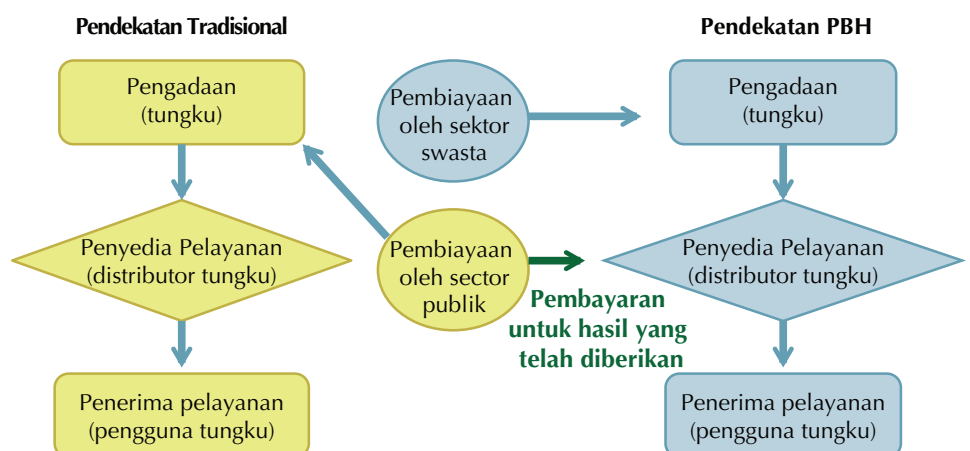 Pendekatan Tradisional
Pendekatan PBH
Pengadaan
(tungku)
Pembiayaan
oleh sektor
swasta
Pengadaan
(tungku)
Penyedia Pelayanan
(distributor tungku)
Pembiayaan
oleh sector
publik
Pembayaran
untuk hasil yang
telah diberikan
Penyedia Pelayanan
(distributor tungku)
Penerima pelayanan
(pengguna tungku)
Penerima pelayanan
(pengguna tungku)